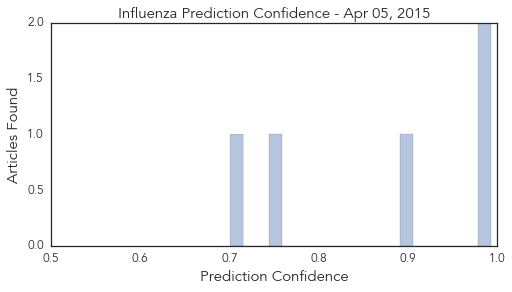 Influenza Prediction Confidence - Apr 05, 2015
2.0
1.5
1.0
0.5
0.0
Articles Found
0.5 0.6 0.7 0.8 0.9 1.0
Prediction Confidence